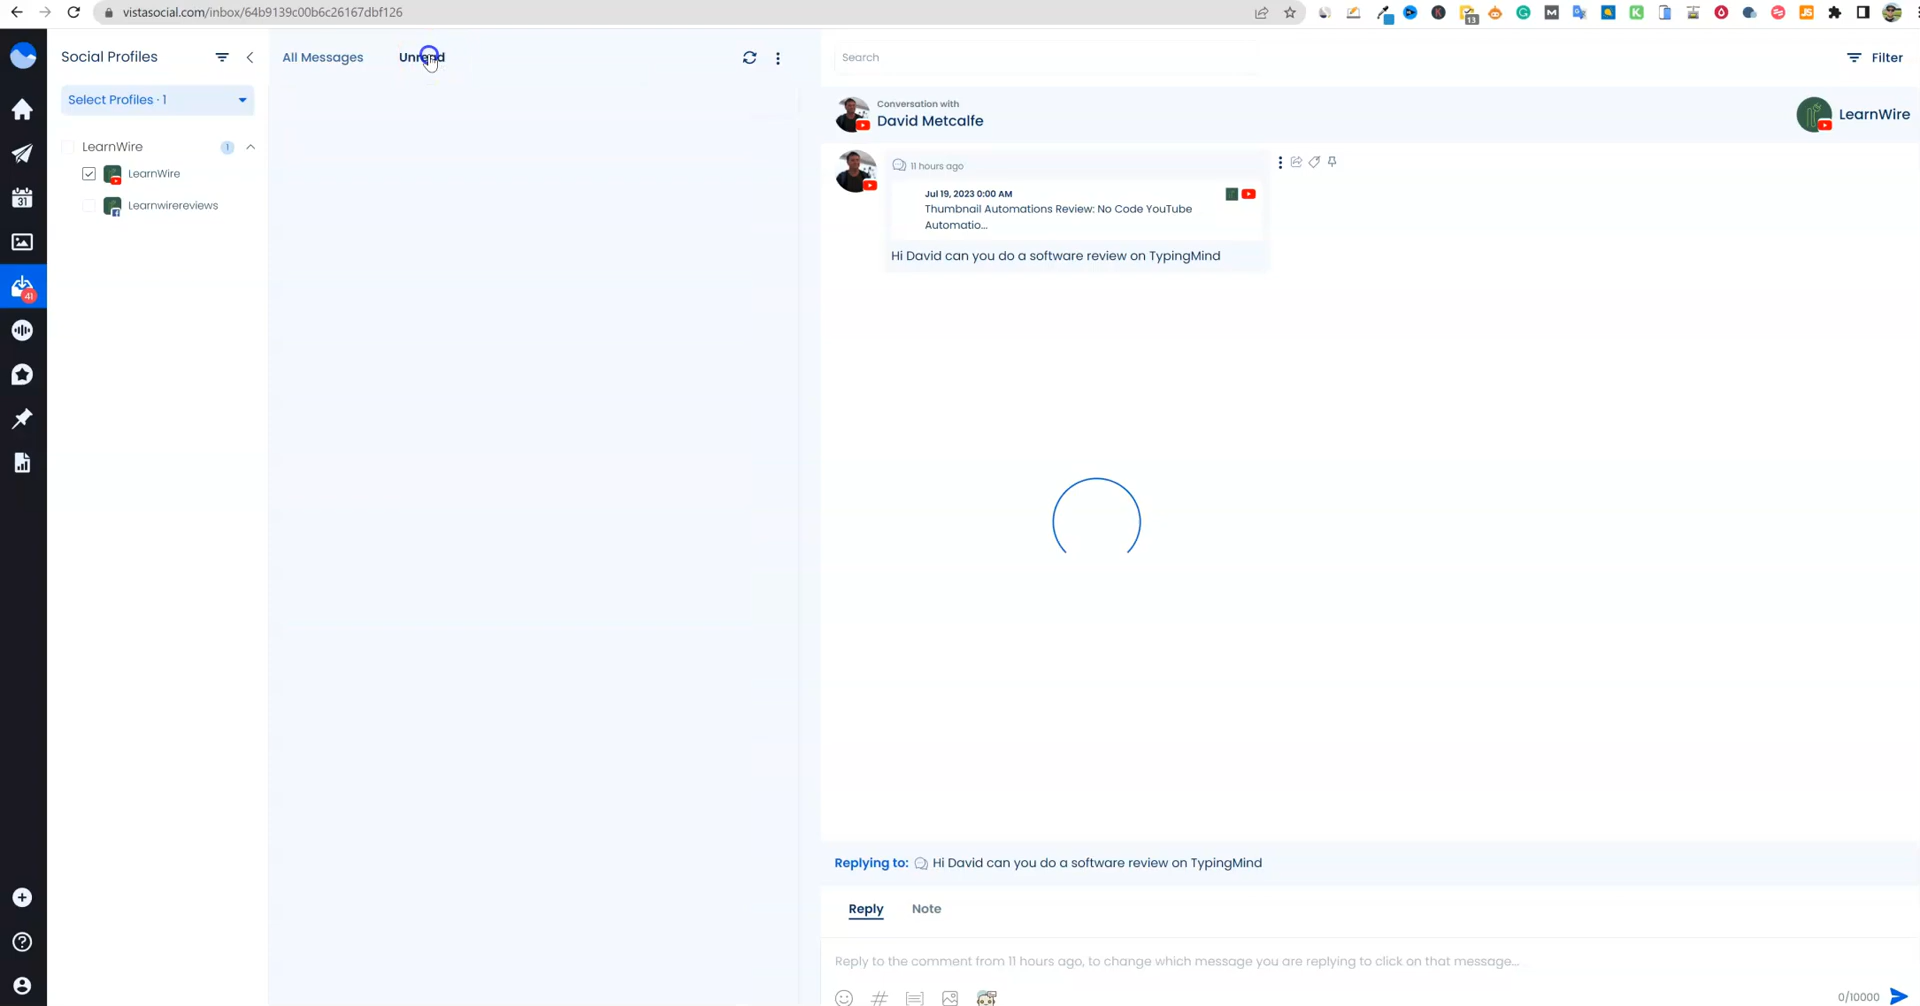 vistasocial.com/inbox/64b9139c00b6c26167dbf126
13
Social Profiles
All Messages
Unread
Search
Filter
Select Profiles · 1
Conversation with
David Metcalfe
LearnWire
LearnWire
1
LearnWire
Learnwirereviews
31
41
11 hours ago
Jul 19, 2023 0:00 AM
Thumbnail Automations Review: No Code YouTube
Automatio...
Hi David can you do a software review on TypingMind
Replying to: Hi David can you do a software review on TypingMind
Reply
Note
Reply to the comment from 11 hours ago, to change which message you are replying to click on that message...
0/10000